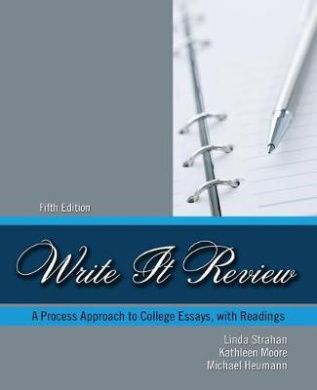 Fifth Edition
Write It Review
A Process Approach to College Essays, with Readings
Linda Strahan
Kathleen Moore
Michael Heumann